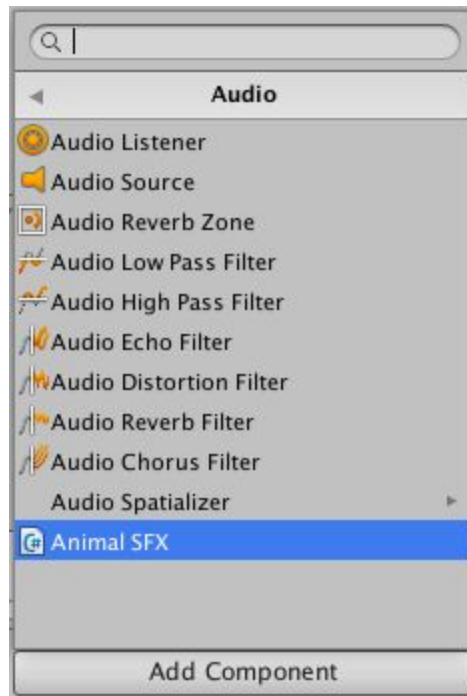 Audio
Audio Listener
Audio Source
Audio Reverb Zone
Audio Low Pass Filter
Audio High Pass Filter
Audio Echo Filter
Audio Distortion Filter
Audio Reverb Filter
Audio Chorus Filter
Audio Spatializer
C# Animal SFX
Add Component